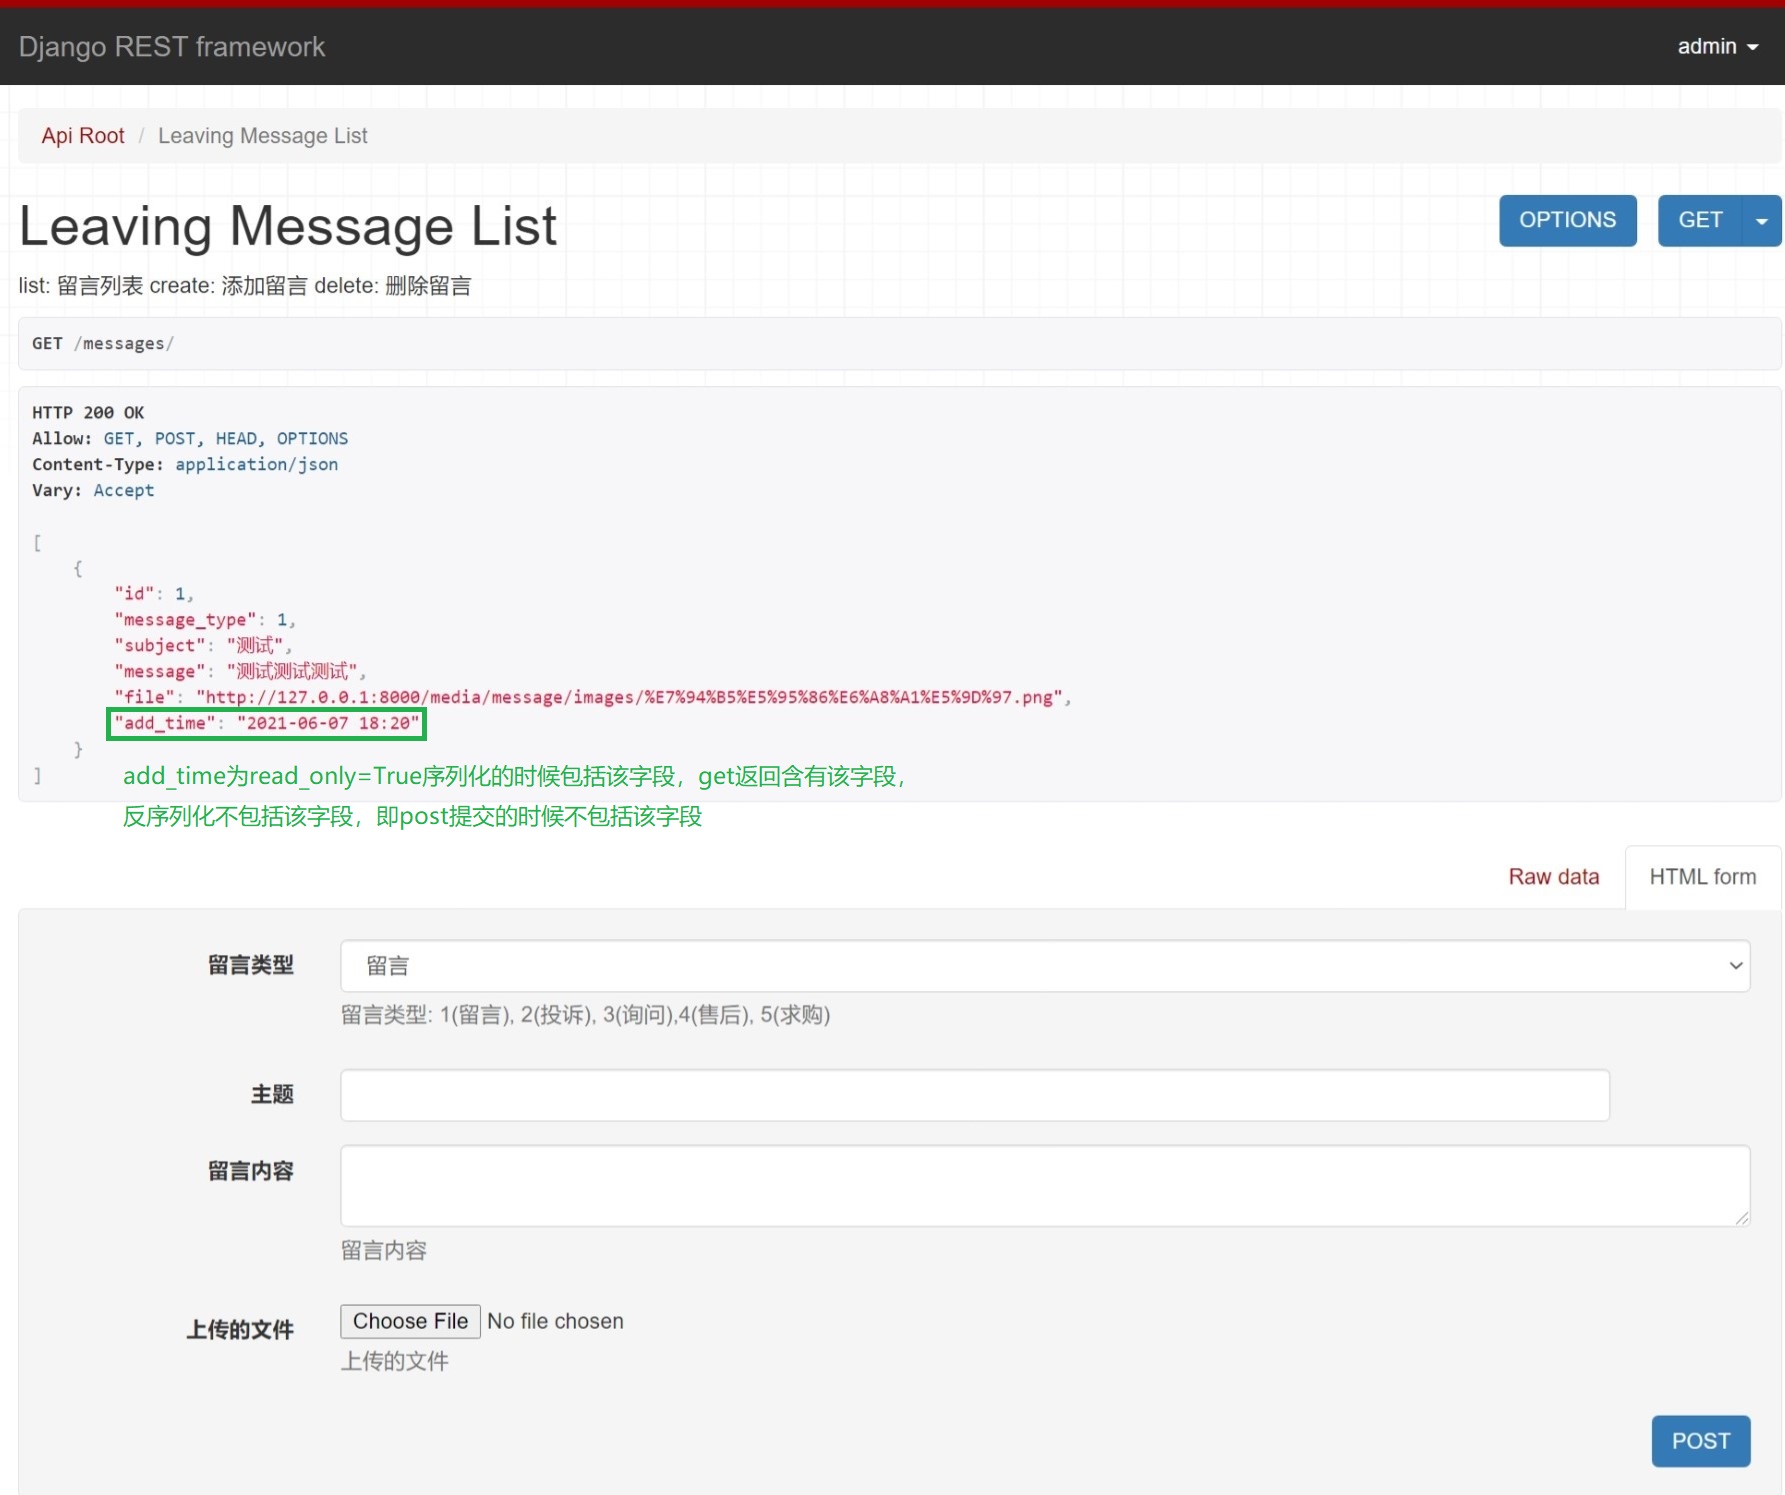 Django REST framework
admin
Api Root / Leaving Message List
Leaving Message List
OPTIONS
GET
list: 留言列表 create: 添加留言 delete: 删除留言
GET /messages/
HTTP 200 OK
Allow: GET, POST, HEAD, OPTIONS
Content-Type: application/json
Vary: Accept
[
{
"id": 1,
"message_type": 1,
"subject": "测试",
"message": "测试测试测试",
"file": "http://127.0.0.1:8000/media/message/images/%E7%94%B5%E5%95%86%E6%A8%A1%E5%9D%97.png",
"add_time": "2021-06-07 18:20"
}
]
add_time为read_only=True序列化的时候包括该字段，get返回含有该字段，
反序列化不包括该字段，即post提交的时候不包括该字段
Raw data
HTML form
留言类型
留言
留言类型: 1(留言), 2(投诉), 3(询问),4(售后), 5(求购)
主题
留言内容
留言内容
上传的文件
Choose File No file chosen
上传的文件
POST